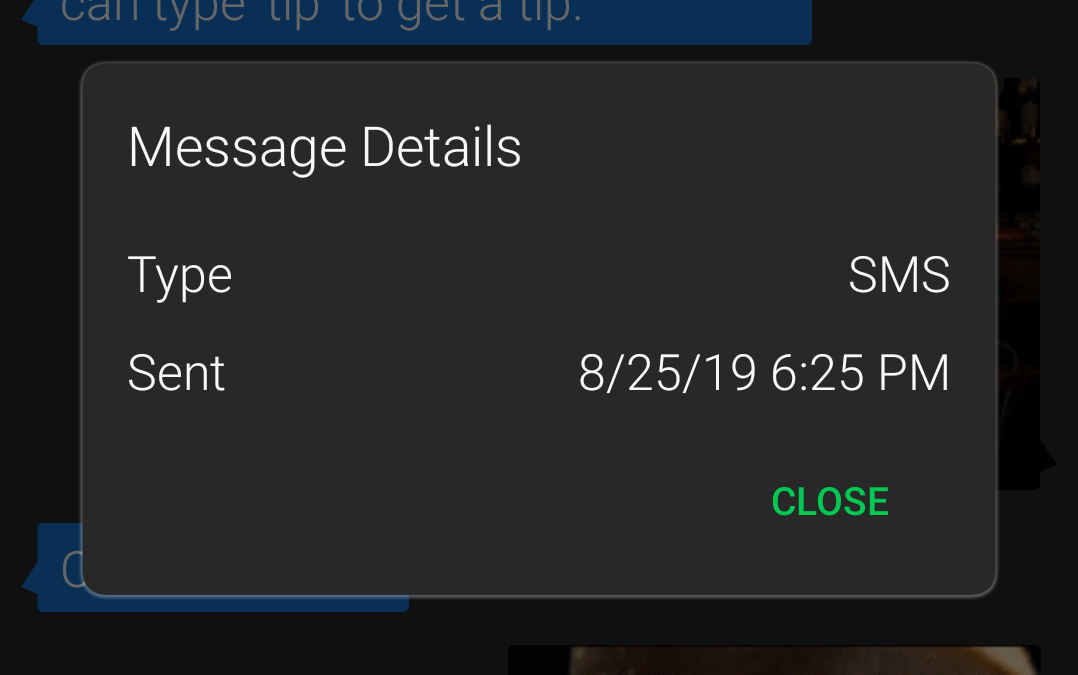 can type 'tip' to get a tip.
Message Details
Type SMS
Sent 8/25/19 6:25 PM
CLOSE